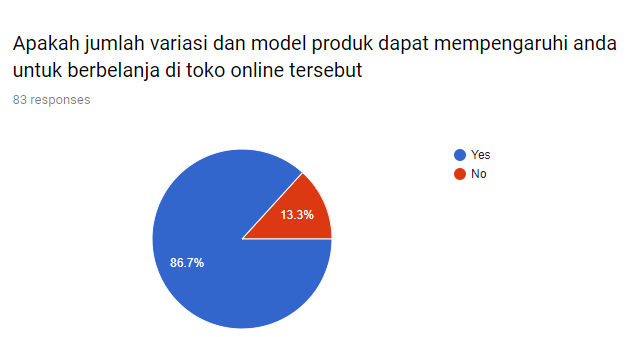 Apakah jumlah variasi dan model produk dapat mempengaruhi anda
untuk berbelanja di toko online tersebut
83 responses
Yes
No
13.3%
86.7%